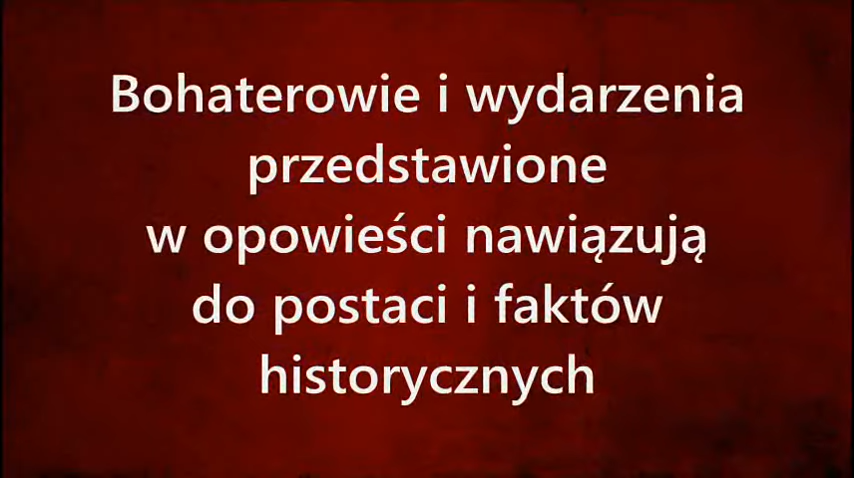 Bohaterowie i wydarzenia
przedstawione
w opowieści nawiązują
do postaci i faktów
historycznych